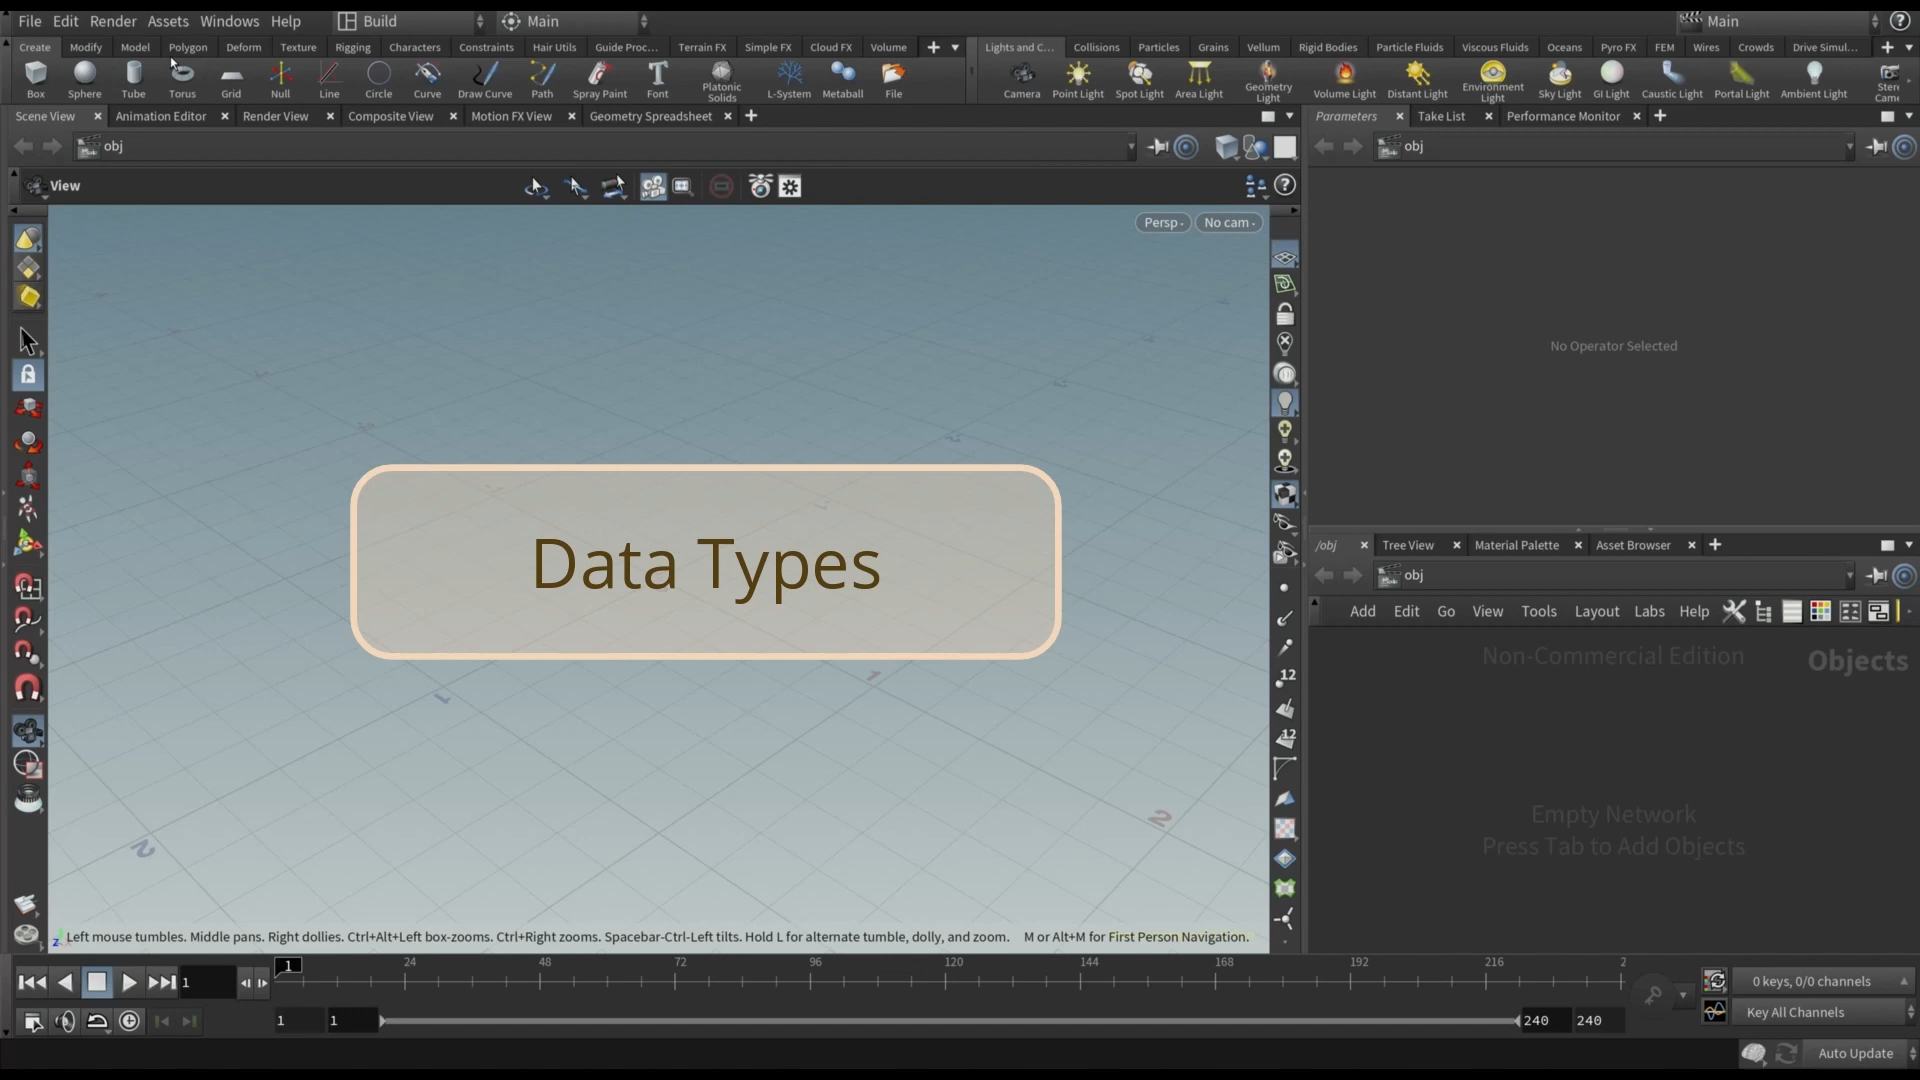 File Edit Render Assets Windows Help Build Main Main
Create Modify Model Polygon Deform Texture Rigging Characters Constraints Hair Utils Guide Proc... Terrain FX Simple FX Cloud FX Volume
Lights and C... Collisions Particles Grains Vellum Rigid Bodies Particle Fluids Viscous Fluids Oceans Pyro FX FEM Wires Crowds Drive Simul...
Box Sphere Tube Torus Grid Null Line Circle Curve Draw Curve Path Spray Paint Font Platonic Solids L-System Metaball File
Camera Point Light Spot Light Area Light Geometry Light Volume Light Distant Light Environment Light Sky Light GI Light Caustic Light Portal Light Ambient Light
Scene View Animation Editor Render View Composite View Motion FX View Geometry Spreadsheet
Parameters Take List Performance Monitor
obj
obj
View
Persp No cam
No Operator Selected
Data Types
/obj Tree View Material Palette Asset Browser
obj
Add Edit Go View Tools Layout Labs Help
Non-Commercial Edition Objects
Empty Network
Press Tab to Add Objects
12
12
1 1
2 2
z Left mouse tumbles. Middle pans. Right dollies. Ctrl+Alt+Left box-zooms. Ctrl+Right zooms. Spacebar-Ctrl-Left tilts. Hold L for alternate tumble, dolly, and zoom. M or Alt+M for First Person Navigation.
1 24 48 72 96 120 144 168 192 216 2
1
0 keys, 0/0 channels
1 1 240 240
Key All Channels
Auto Update